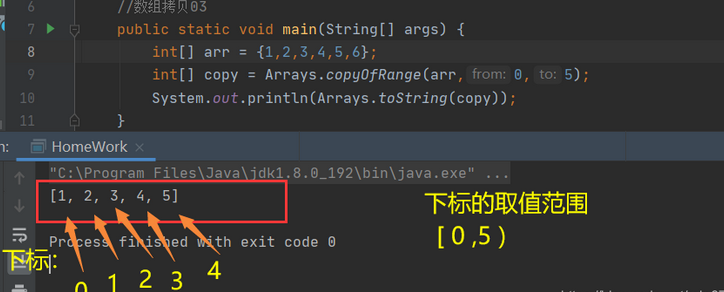 6 //数组拷贝03
7 public static void main(String[] args) {
8 int[] arr = {1,2,3,4,5,6};
9 int[] copy = Arrays.copyOfRange(arr, from: 0, to: 5);
10 System.out.println(Arrays.toString(copy));
11 }
n: HomeWork ×
"C:\Program Files\Java\jdk1.8.0_192\bin\java.exe" ...
[1, 2, 3, 4, 5]
下标的取值范围
[ 0 ,5 )
Process finished with exit code 0
下标: 0 1 2 3 4